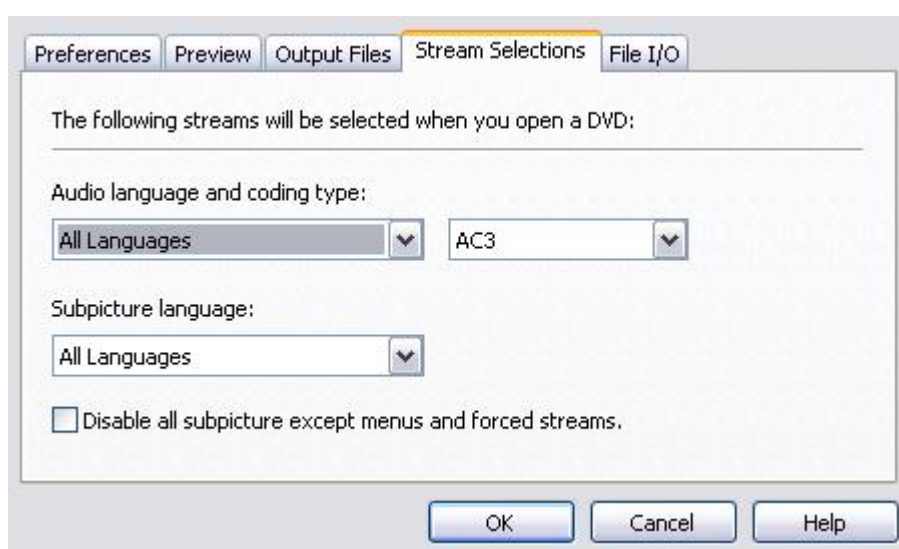 Preferences Preview Output Files Stream Selections File I/O
The following streams will be selected when you open a DVD:
Audio language and coding type:
All Languages AC3
Subpicture language:
All Languages
Disable all subpicture except menus and forced streams.
OK Cancel Help